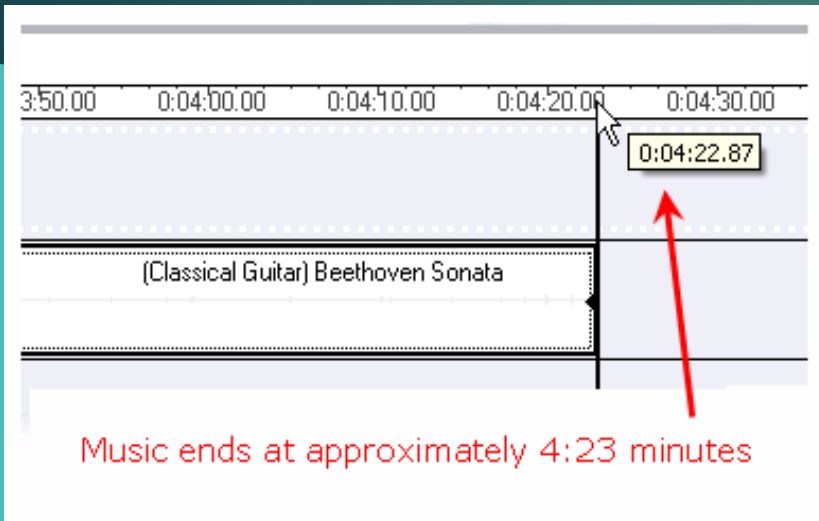 3:50.00 0:04:00.00 0:04:10.00 0:04:20.00 0:04:30.00
0:04:22.87
(Classical Guitar) Beethoven Sonata
Music ends at approximately 4:23 minutes